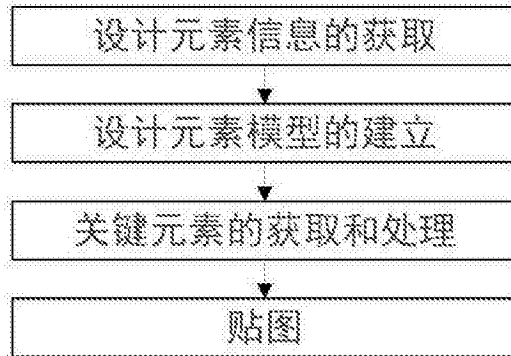 设计元素信息的获取
设计元素模型的建立
关键元素的获取和处理
贴图